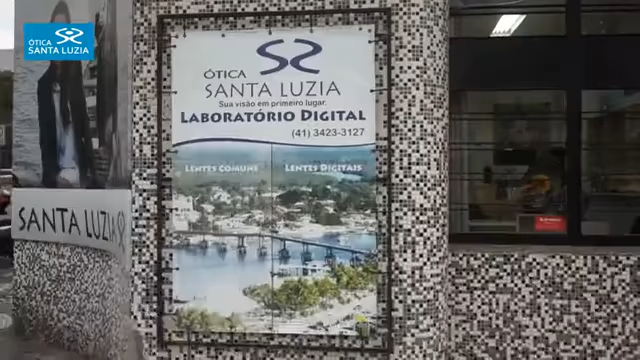 ÓTICA
SANTA LUZIA
ÓTICA
SANTA LUZIA
Sua visão em primeiro lugar.
LABORATÓRIO DIGITAL
(41) 3423-3127
LENTES COMUNS
LENTES DIGITAIS
SANTA LUZIA